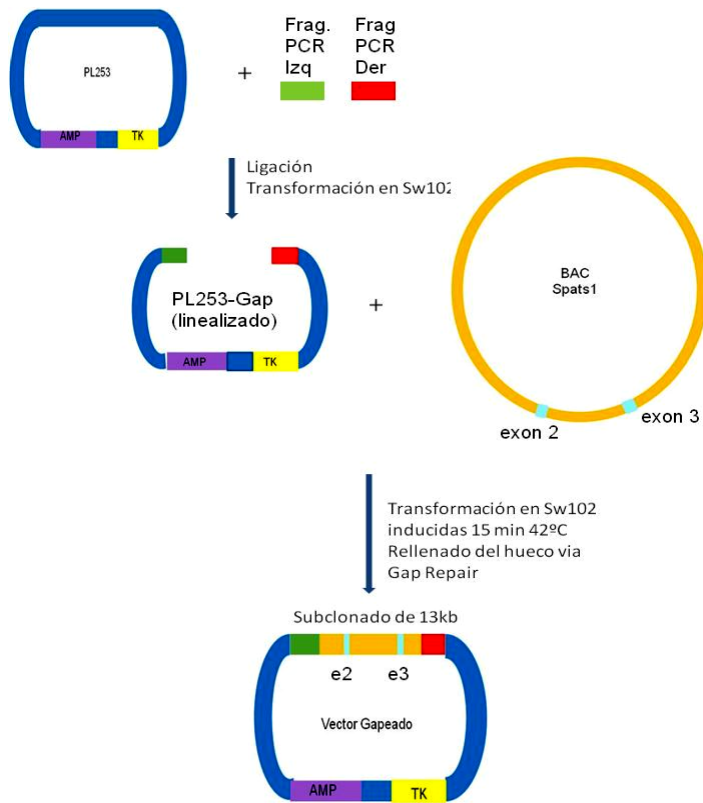 Frag.
PCR
Izq
Frag
PCR
Der
PL253
+
AMP
TK
Ligación
Transformación en Sw102
PL253-Gap
(linealizado)
+
AMP
TK
BAC
Spats1
exon 2
exon 3
Transformación en Sw102
inducidas 15 min 42ºC
Rellenado del hueco via
Gap Repair
Subclonado de 13kb
e2
e3
Vector Gapeado
AMP
TK